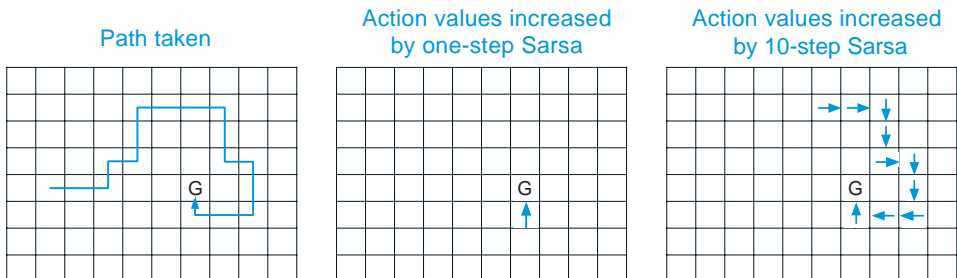 Path taken
Action values increased
by one-step Sarsa
Action values increased
by 10-step Sarsa
G
G
G